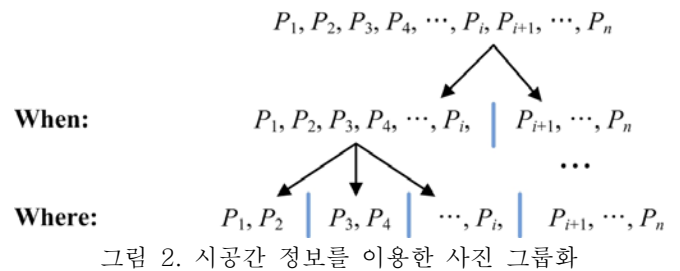 P1, P2, P3, P4, ⋯, Pi, Pi+1, ⋯, Pn
When: P1, P2, P3, P4, ⋯, Pi, | Pi+1, ⋯, Pn
⋯
Where: P1, P2 | P3, P4 | ⋯, Pi, | Pi+1, ⋯, Pn
그림 2. 시공간 정보를 이용한 사진 그룹화